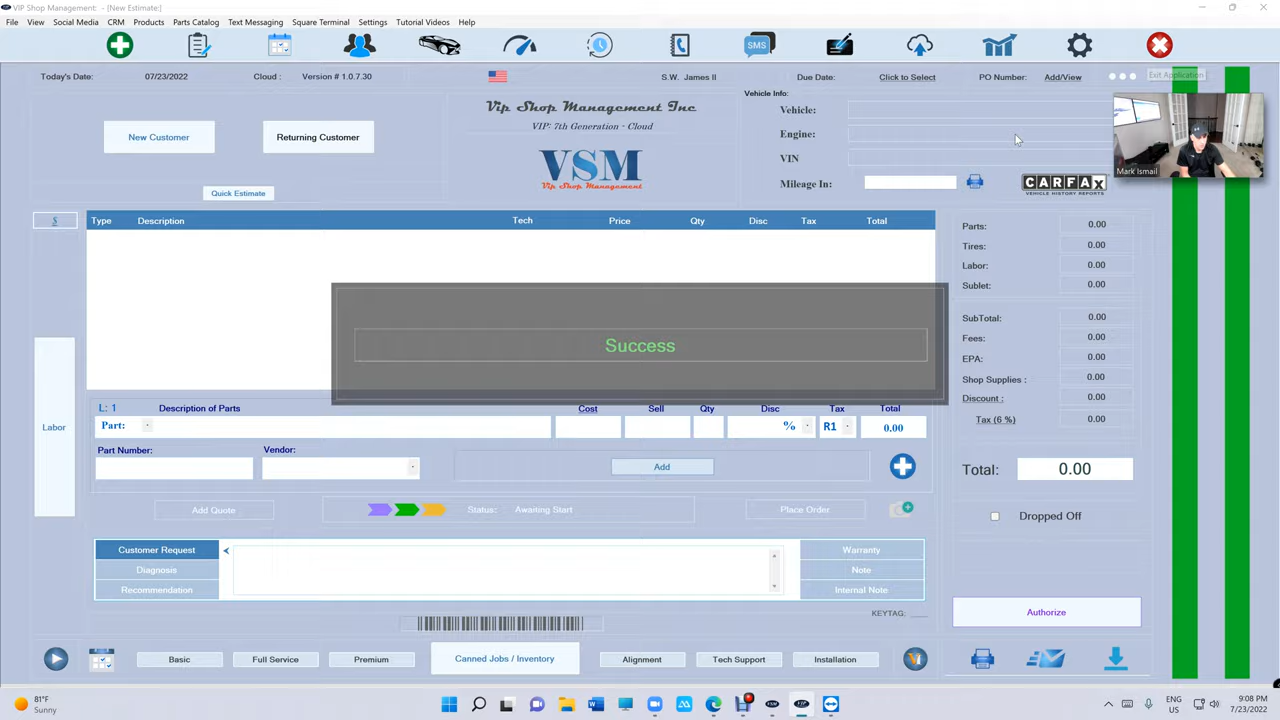 VIP Shop Management: - [New Estimate:]
File View Social Media CRM Products Parts Catalog Text Messaging Square Terminal Settings Tutorial Videos Help
SMS
Today's Date: 07/23/2022 Cloud : Version # 1.0.7.30 S.W. James II Due Date: Click to Select PO Number: Add/View Exit Application
Vehicle Info:
Vip Shop Management Inc
VIP: 7th Generation - Cloud
VSM
Vip Shop Management
New Customer Returning Customer
Quick Estimate
Vehicle:
Engine:
VIN
Mileage In:
CARFAX
VEHICLE HISTORY REPORTS
Mark Ismail
$ Type Description Tech Price Qty Disc Tax Total
Success
Parts: 0.00
Tires: 0.00
Labor: 0.00
Sublet: 0.00
SubTotal: 0.00
Fees: 0.00
EPA: 0.00
Shop Supplies : 0.00
Discount : 0.00
Tax (6 %) 0.00
Total: 0.00
Dropped Off
Authorize
Labor
L: 1 Description of Parts Cost Sell Qty Disc Tax Total
Part: % R1 0.00
Part Number: Vendor:
Add
Add Quote Status: Awaiting Start Place Order
Customer Request Warranty
Diagnosis Note
Recommendation Internal Note
KEYTAG:
Basic Full Service Premium Canned Jobs / Inventory Alignment Tech Support Installation
81°F
Sunny
VSM VIP
ENG
US
9:08 PM
7/23/2022